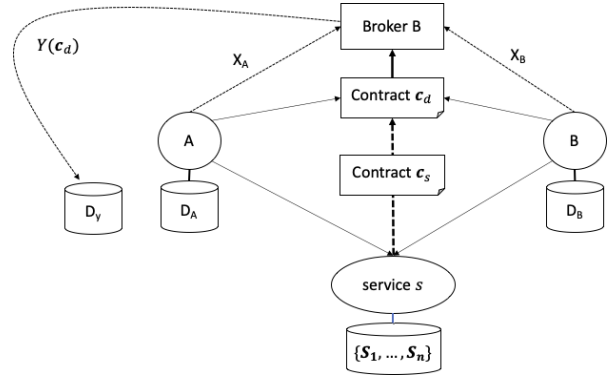 Broker B
Y(c_d)
X_A
X_B
Contract c_d
A
B
Contract c_s
D_y
D_A
D_B
service s
{S_1, ..., S_n}